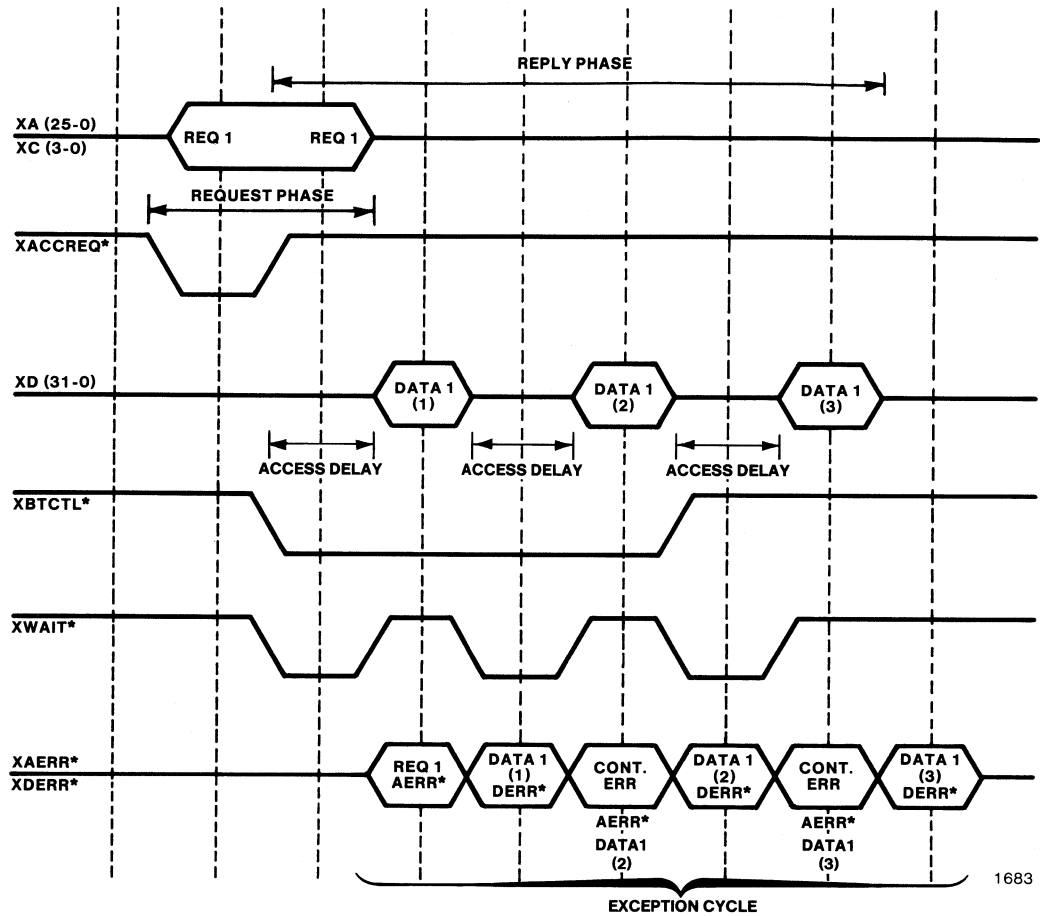 REPLY PHASE
XA (25-0)
XC (3-0)
REQ 1 REQ 1
REQUEST PHASE
XACCREQ*
XD (31-0)
DATA 1
(1)
DATA 1
(2)
DATA 1
(3)
ACCESS DELAY ACCESS DELAY ACCESS DELAY
XBTCTL*
XWAIT*
XAERR*
XDERR*
REQ 1
AERR*
DATA 1
(1)
DERR*
CONT.
ERR
DATA 1
(2)
DERR*
CONT.
ERR
DATA 1
(3)
DERR*
AERR*
DATA1
(2)
AERR*
DATA1
(3)
1683
EXCEPTION CYCLE